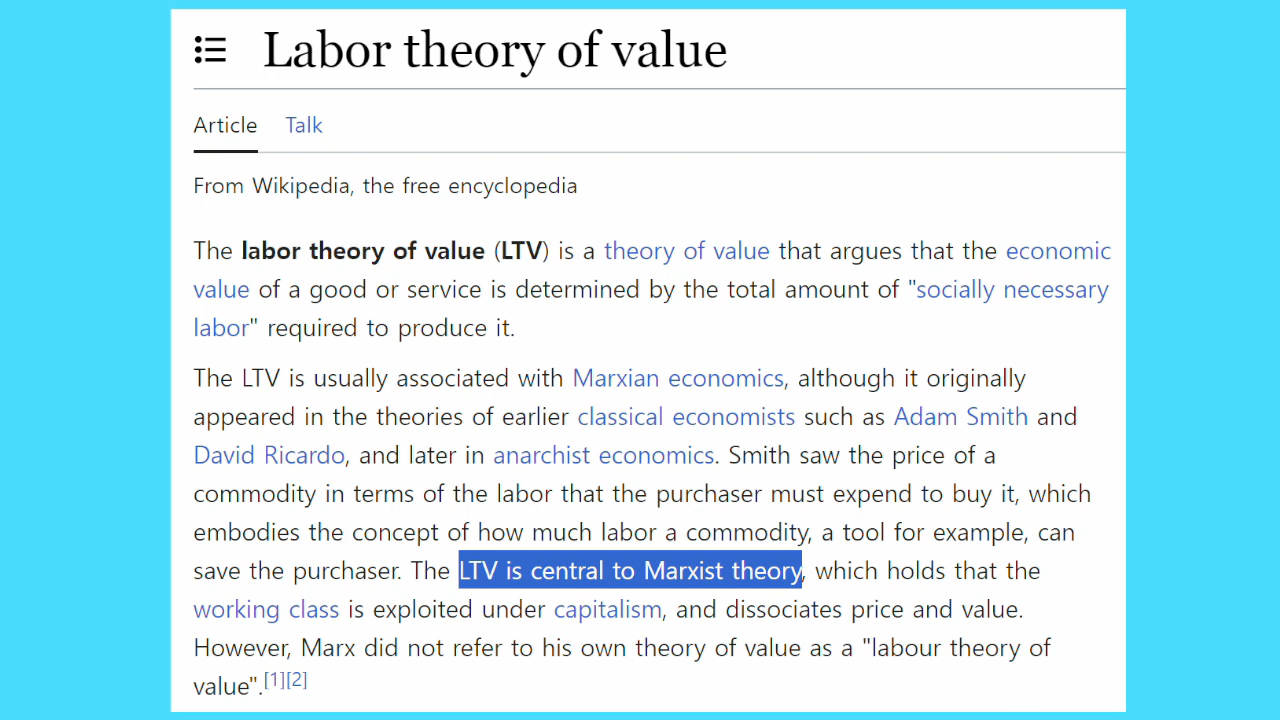 Labor theory of value
Article Talk
From Wikipedia, the free encyclopedia
The labor theory of value (LTV) is a theory of value that argues that the economic
value of a good or service is determined by the total amount of "socially necessary
labor" required to produce it.
The LTV is usually associated with Marxian economics, although it originally
appeared in the theories of earlier classical economists such as Adam Smith and
David Ricardo, and later in anarchist economics. Smith saw the price of a
commodity in terms of the labor that the purchaser must expend to buy it, which
embodies the concept of how much labor a commodity, a tool for example, can
save the purchaser. The LTV is central to Marxist theory, which holds that the
working class is exploited under capitalism, and dissociates price and value.
However, Marx did not refer to his own theory of value as a "labour theory of
value".[1][2]